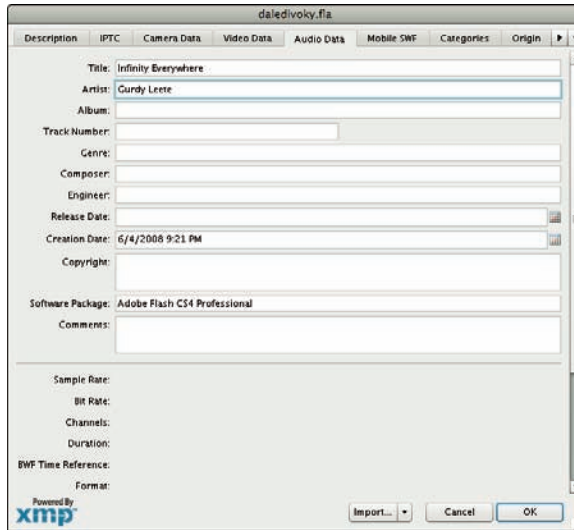 daledivoky.fla
Description IPTC Camera Data Video Data Audio Data Mobile SWF Categories Origin
Title: Infinity Everywhere
Artist: Gurdy Leete
Album:
Track Number:
Genre:
Composer:
Engineer:
Release Date:
Creation Date: 6/4/2008 9:21 PM
Copyright:
Software Package: Adobe Flash CS4 Professional
Comments:
Sample Rate:
Bit Rate:
Channels:
Duration:
BWF Time Reference:
Format:
Powered By
xmp
Import... Cancel OK